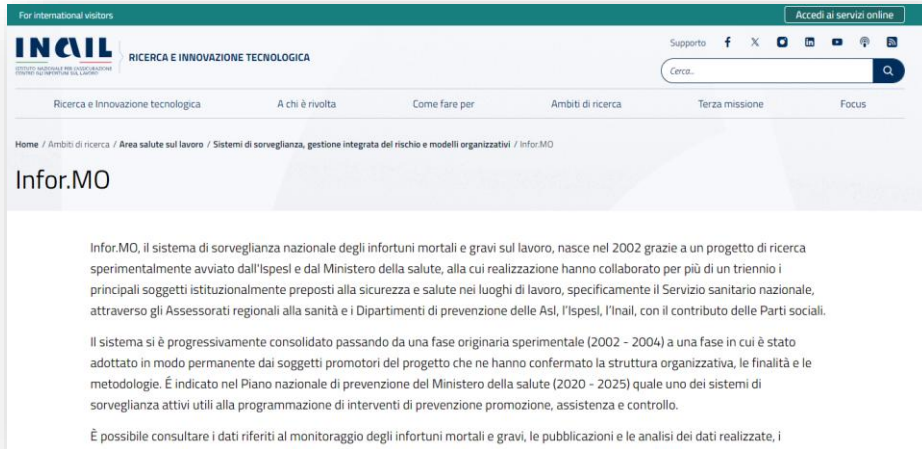 For international visitors
Accedi ai servizi online
INAIL
ISTITUTO NAZIONALE PER L'ASSICURAZIONE
CONTRO GLI INFORTUNI SUL LAVORO
RICERCA E INNOVAZIONE TECNOLOGICA
Supporto
Cerca..
Ricerca e Innovazione tecnologica
A chi è rivolta
Come fare per
Ambiti di ricerca
Terza missione
Focus
Home / Ambiti di ricerca / Area salute sul lavoro / Sistemi di sorveglianza, gestione integrata del rischio e modelli organizzativi / Infor.MO
Infor.MO
Infor.MO, il sistema di sorveglianza nazionale degli infortuni mortali e gravi sul lavoro, nasce nel 2002 grazie a un progetto di ricerca
sperimentalmente avviato dall'Ispesl e dal Ministero della salute, alla cui realizzazione hanno collaborato per più di un triennio i
principali soggetti istituzionalmente preposti alla sicurezza e salute nei luoghi di lavoro, specificamente il Servizio sanitario nazionale,
attraverso gli Assessorati regionali alla sanità e i Dipartimenti di prevenzione delle Asl, l'Ispesl, l'Inail, con il contributo delle Parti sociali.
Il sistema si è progressivamente consolidato passando da una fase originaria sperimentale (2002 - 2004) a una fase in cui è stato
adottato in modo permanente dai soggetti promotori del progetto che ne hanno confermato la struttura organizzativa, le finalità e le
metodologie. É indicato nel Piano nazionale di prevenzione del Ministero della salute (2020 - 2025) quale uno dei sistemi di
sorveglianza attivi utili alla programmazione di interventi di prevenzione promozione, assistenza e controllo.
È possibile consultare i dati riferiti al monitoraggio degli infortuni mortali e gravi, le pubblicazioni e le analisi dei dati realizzate, i